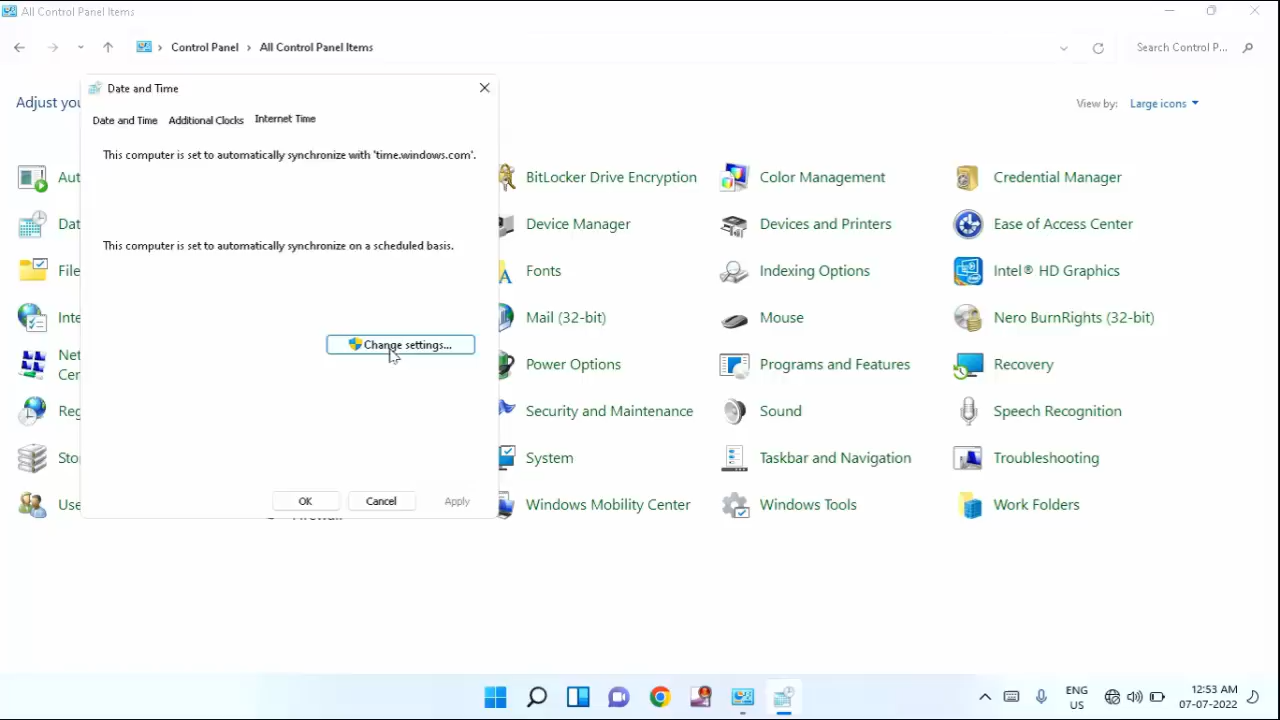 All Control Panel Items
Control Panel > All Control Panel Items
Search Control P...
Adjust you
View by: Large icons
Date and Time
Date and Time Additional Clocks Internet Time
This computer is set to automatically synchronize with 'time.windows.com'.
This computer is set to automatically synchronize on a scheduled basis.
Change settings...
OK Cancel Apply
Aut BitLocker Drive Encryption Color Management Credential Manager
Dat Device Manager Devices and Printers Ease of Access Center
File Fonts Indexing Options Intel® HD Graphics
Inte Mail (32-bit) Mouse Nero BurnRights (32-bit)
Net
Cen Power Options Programs and Features Recovery
Reg Security and Maintenance Sound Speech Recognition
Sto System Taskbar and Navigation Troubleshooting
Use Windows Mobility Center Windows Tools Work Folders
ENG
US
12:53 AM
07-07-2022